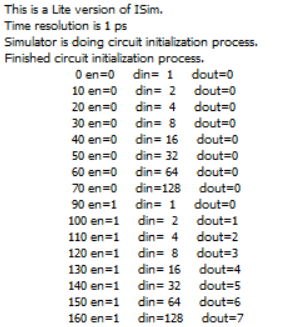 This is a Lite version of ISim.
Time resolution is 1 ps
Simulator is doing circuit initialization process.
Finished circuit initialization process.
0 en=0 din= 1 dout=0
10 en=0 din= 2 dout=0
20 en=0 din= 4 dout=0
30 en=0 din= 8 dout=0
40 en=0 din= 16 dout=0
50 en=0 din= 32 dout=0
60 en=0 din= 64 dout=0
70 en=0 din=128 dout=0
90 en=1 din= 1 dout=0
100 en=1 din= 2 dout=1
110 en=1 din= 4 dout=2
120 en=1 din= 8 dout=3
130 en=1 din= 16 dout=4
140 en=1 din= 32 dout=5
150 en=1 din= 64 dout=6
160 en=1 din=128 dout=7